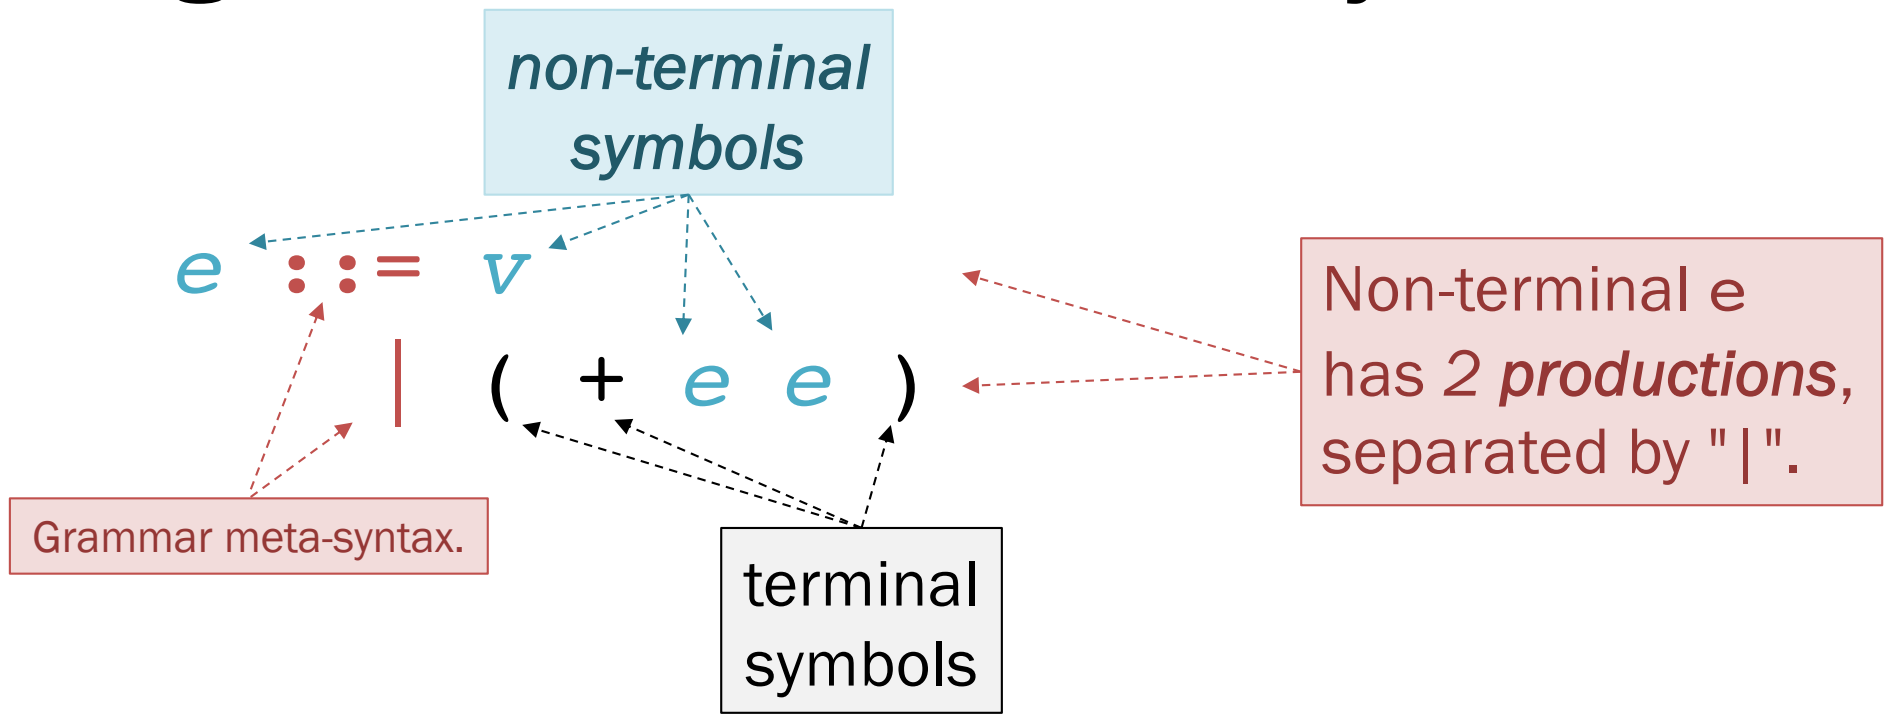 non-terminal
symbols
e ::= v
| ( + e e )
Non-terminal e
has 2 productions,
separated by "|".
Grammar meta-syntax.
terminal
symbols